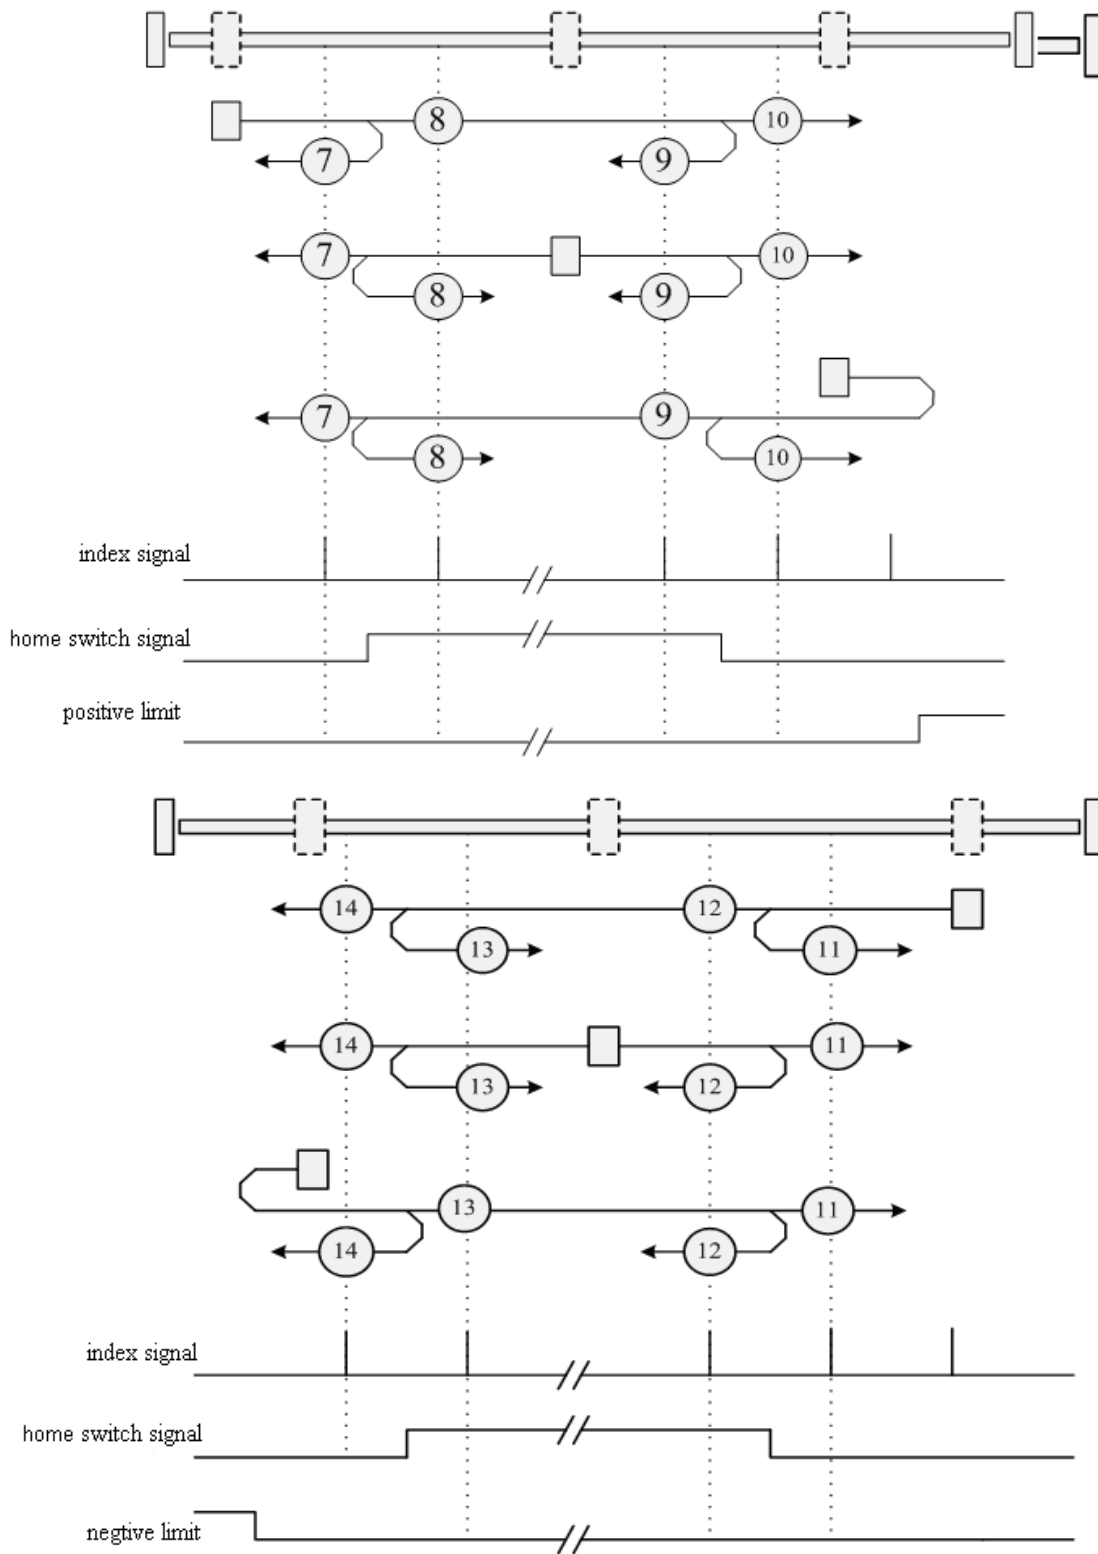 8 10
7 9
7 10
8 9
7 9
8 10
index signal
home switch signal
positive limit
14 12
13 11
14 11
13 12
13 11
14 12
index signal
home switch signal
negtive limit